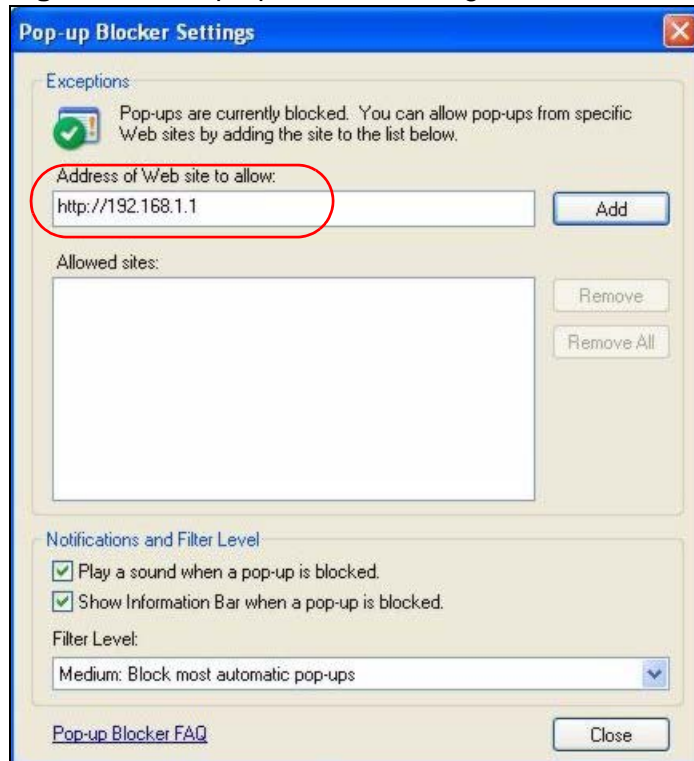 Pop-up Blocker Settings
Exceptions
Pop-ups are currently blocked. You can allow pop-ups from specific
Web sites by adding the site to the list below.
Address of Web site to allow:
http://192.168.1.1
Add
Allowed sites:
Remove
Remove All
Notifications and Filter Level
Play a sound when a pop-up is blocked.
Show Information Bar when a pop-up is blocked.
Filter Level:
Medium: Block most automatic pop-ups
Pop-up Blocker FAQ
Close